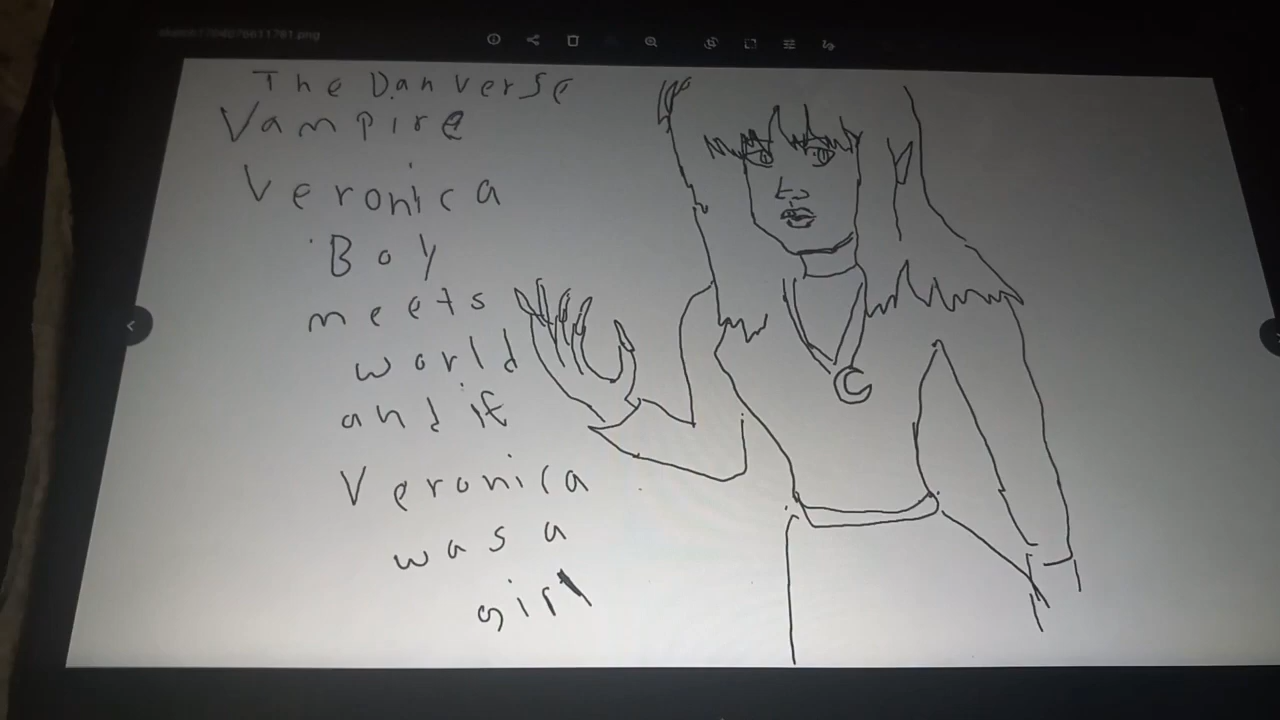 The Danverse
Vampire
Veronica
Boy
meets
world
and if
Veronica
was a
girl